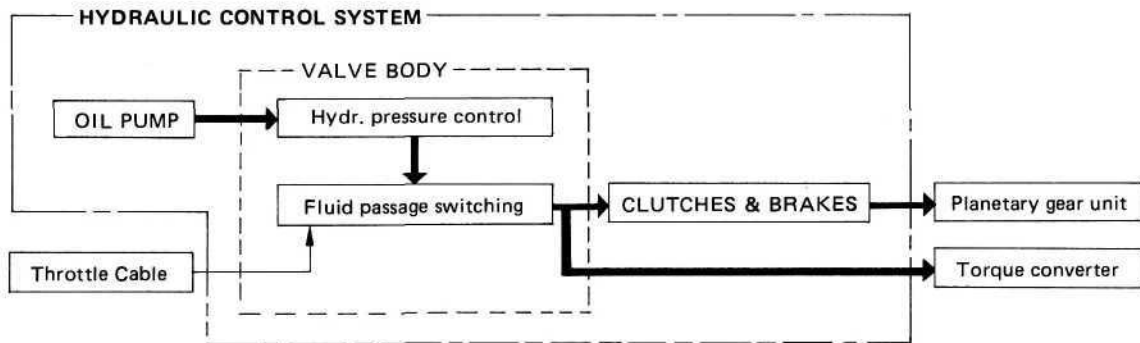 HYDRAULIC CONTROL SYSTEM
VALVE BODY
OIL PUMP
Hydr. pressure control
Fluid passage switching
CLUTCHES & BRAKES
Planetary gear unit
Throttle Cable
Torque converter